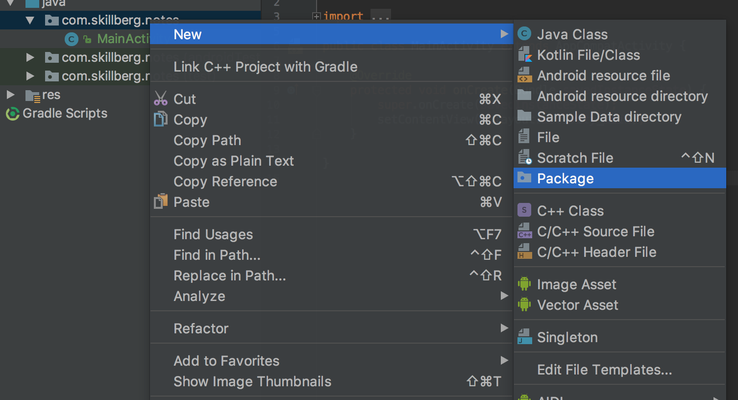 java
com.skillberg.notes
MainActi
com.skillberg.n
com.skillberg.n
res
Gradle Scripts
2
3
import ...
New
Link C++ Project with Gradle
Cut ⌘X
Copy ⌘C
Copy Path ⇧⌘C
Copy as Plain Text
Copy Reference ⌥⇧⌘C
Paste ⌘V
Find Usages ⌥F7
Find in Path... ^⇧F
Replace in Path... ^⇧R
Analyze
Refactor
Add to Favorites
Show Image Thumbnails ⇧⌘T
Java Class
Kotlin File/Class
Android resource file
Android resource directory
Sample Data directory
File
Scratch File ^⇧N
Package
C++ Class
C/C++ Source File
C/C++ Header File
Image Asset
Vector Asset
Singleton
Edit File Templates...
AIDL